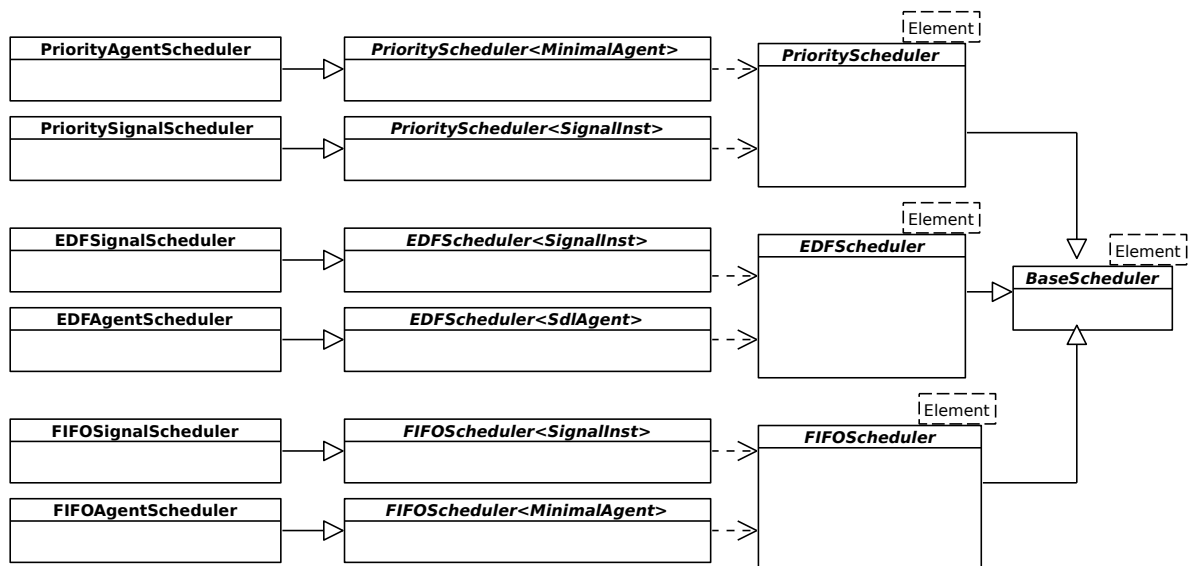 Element
PriorityAgentScheduler
PriorityScheduler<MinimalAgent>
PriorityScheduler
PrioritySignalScheduler
PriorityScheduler<SignalInst>
Element
EDFSignalScheduler
EDFScheduler<SignalInst>
EDFScheduler
Element
BaseScheduler
EDFAgentScheduler
EDFScheduler<SdlAgent>
Element
FIFOSignalScheduler
FIFOScheduler<SignalInst>
FIFOScheduler
FIFOAgentScheduler
FIFOScheduler<MinimalAgent>